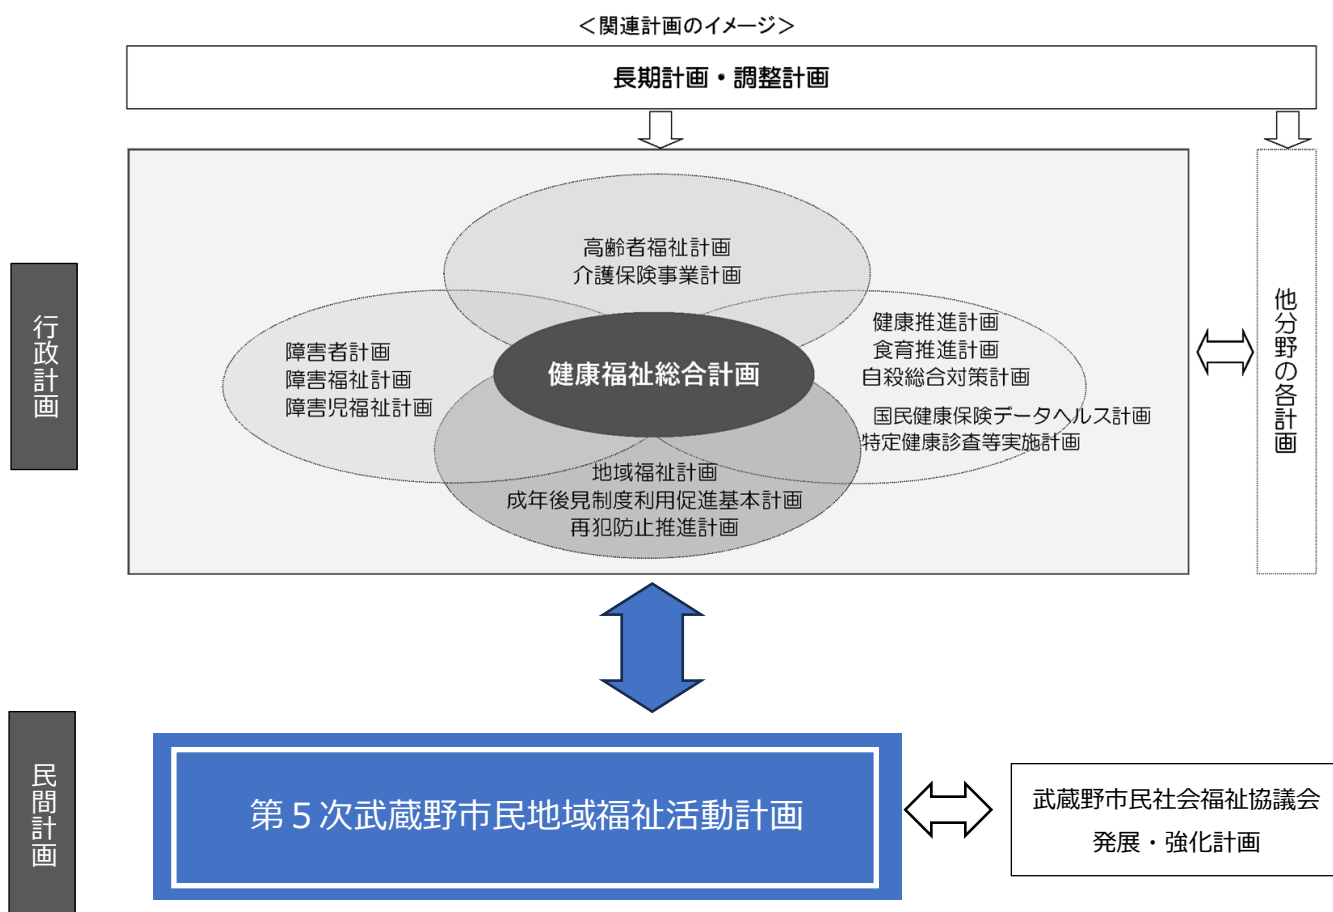 ＜関連計画のイメージ＞
長期計画・調整計画
行政計画
高齢者福祉計画
介護保険事業計画
障害者計画
障害福祉計画
障害児福祉計画
健康福祉総合計画
健康推進計画
食育推進計画
自殺総合対策計画
国民健康保険データヘルス計画
特定健康診査等実施計画
地域福祉計画
成年後見制度利用促進基本計画
再犯防止推進計画
他分野の各計画
民間計画
第５次武蔵野市民地域福祉活動計画
武蔵野市民社会福祉協議会
発展・強化計画